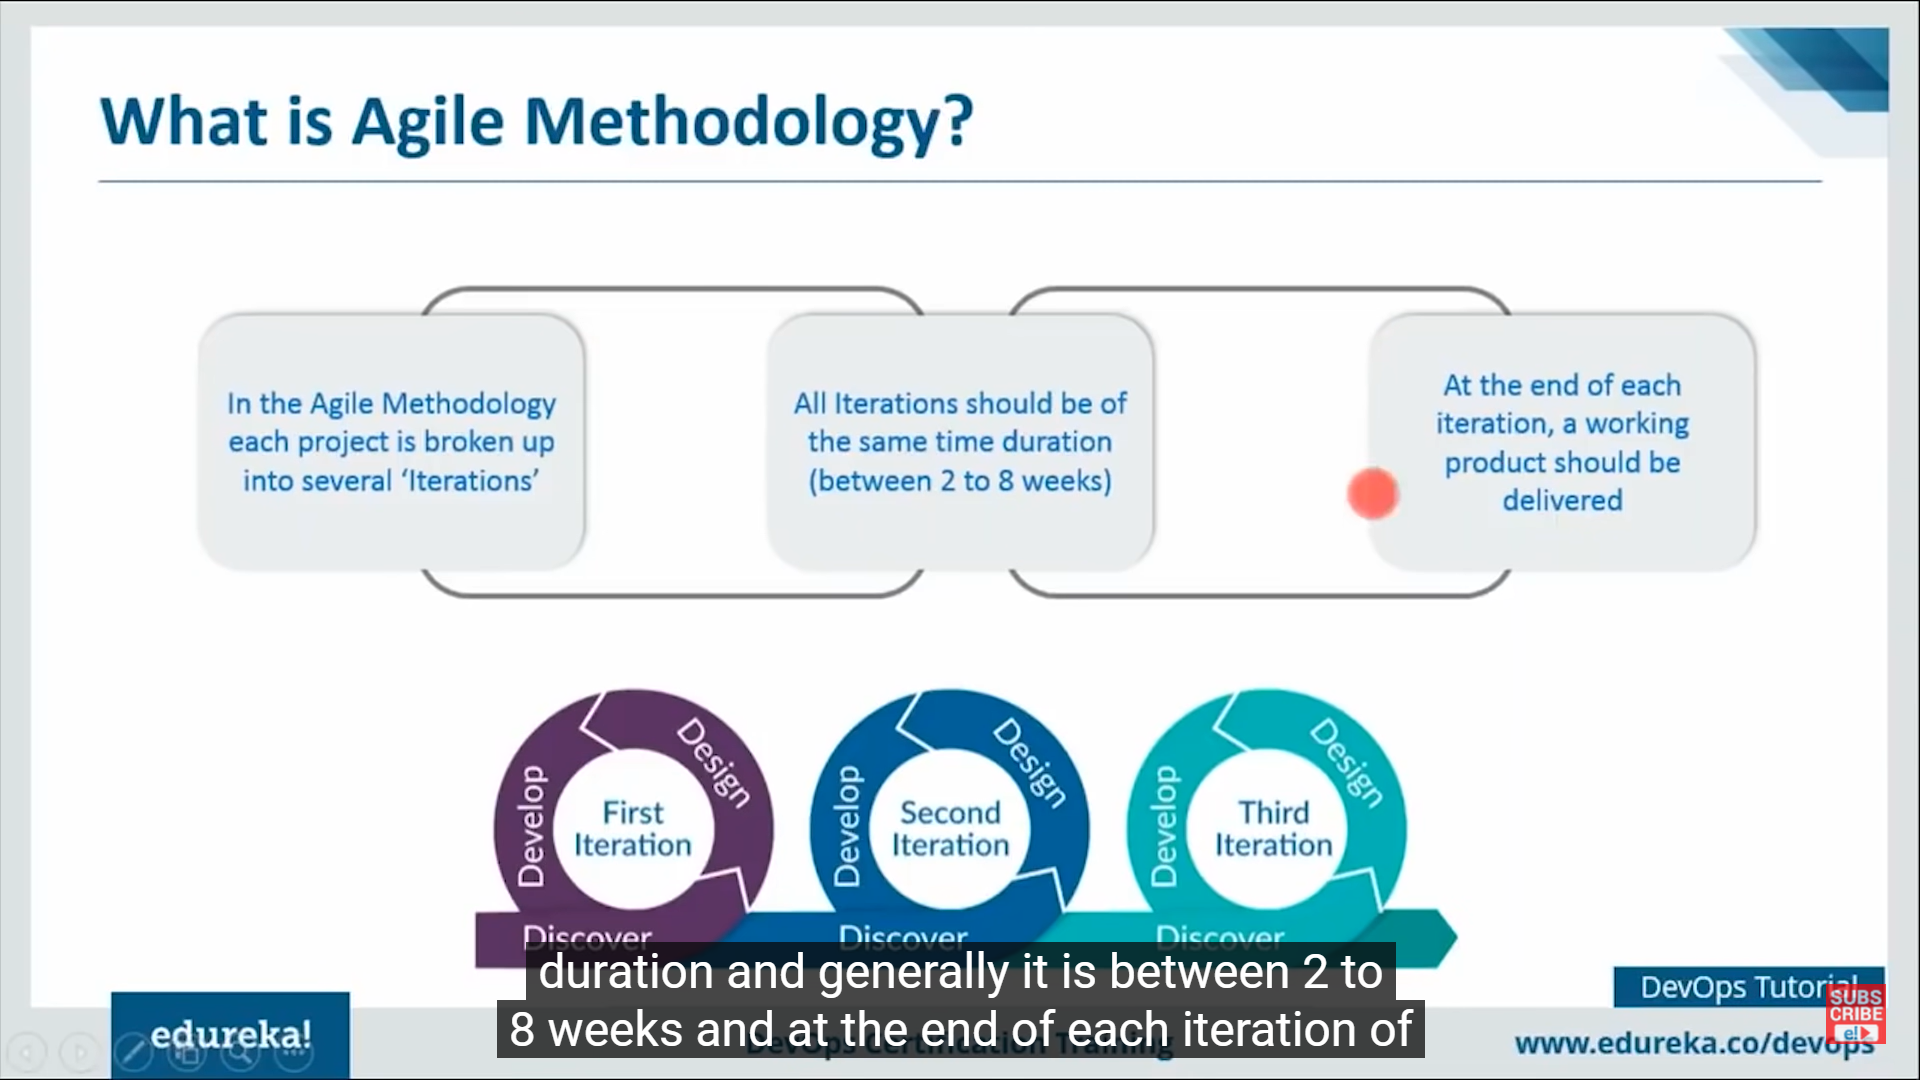 What is Agile Methodology?
In the Agile Methodology
each project is broken up
into several ‘Iterations’
All Iterations should be of
the same time duration
(between 2 to 8 weeks)
At the end of each
iteration, a working
product should be
delivered
Design
Develop
First
Iteration
Discover
Design
Develop
Second
Iteration
Discover
Design
Develop
Third
Iteration
Discover
duration and generally it is between 2 to
8 weeks and at the end of each iteration of
DevOps Tutorial
SUBS
CRIBE
e!
edureka!
DevOps Certification Training
www.edureka.co/devops